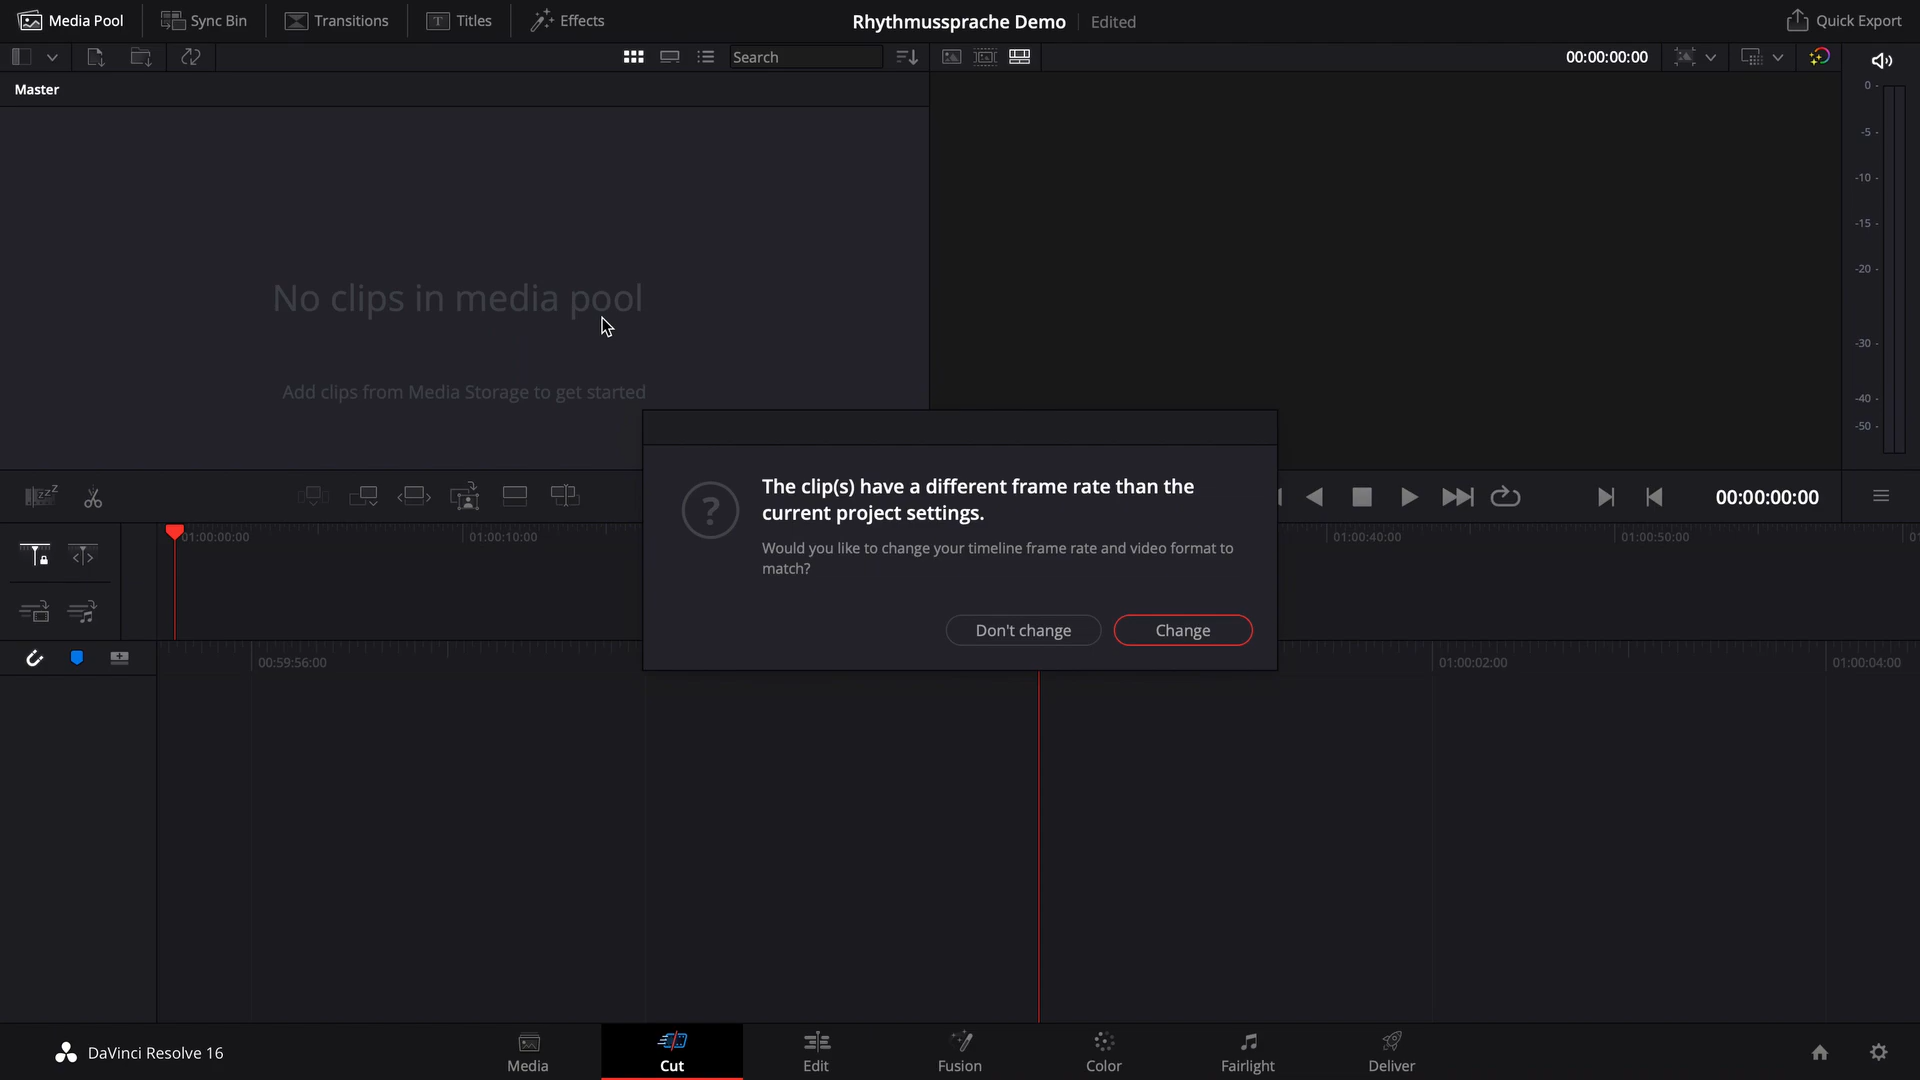 Media Pool
Sync Bin
Transitions
Titles
Effects
Rhythmussprache Demo
Edited
Quick Export
Search
00:00:00:00
Master
0
-5
-10
-15
-20
-30
-40
-50
No clips in media pool
Add clips from Media Storage to get started
The clip(s) have a different frame rate than the
current project settings.
Would you like to change your timeline frame rate and video format to
match?
Don't change
Change
00:00:00:00
01:00:00:00
01:00:10:00
01:00:40:00
01:00:50:00
00:59:56:00
01:00:02:00
01:00:04:00
DaVinci Resolve 16
Media
Cut
Edit
Fusion
Color
Fairlight
Deliver